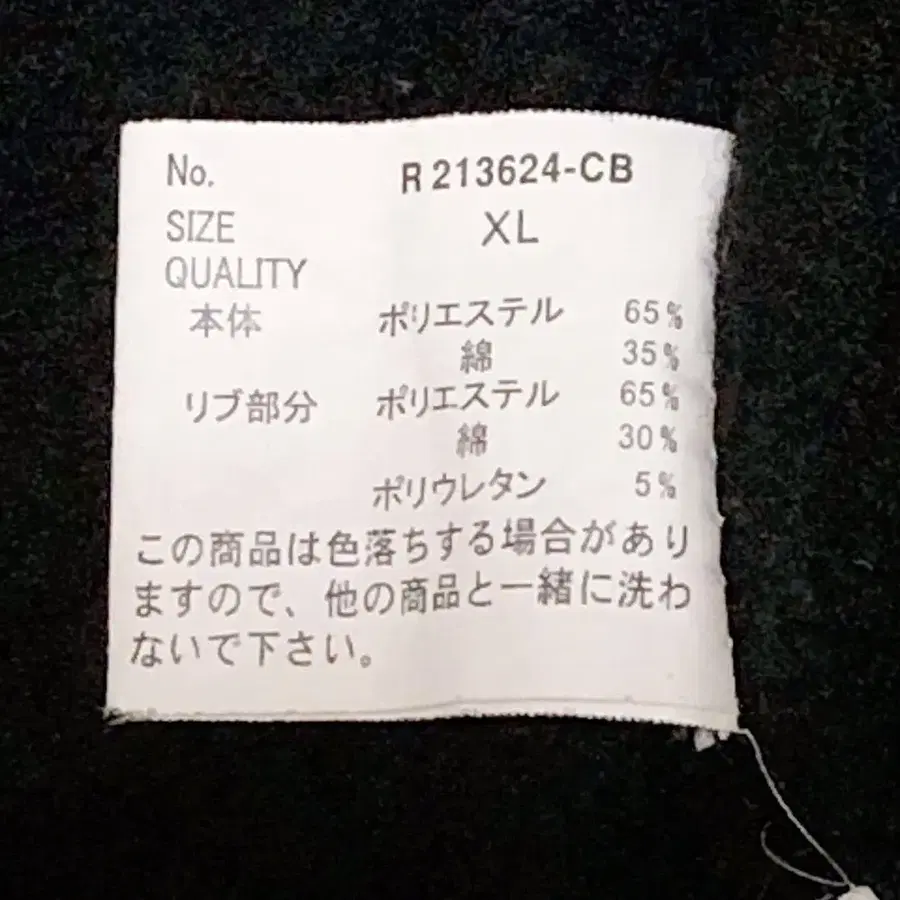 No. R213624-CB
SIZE XL
QUALITY
本体 ポリエステル 65%
綿 35%
リブ部分 ポリエステル 65%
綿 30%
ポリウレタン 5%
この商品は色落ちする場合があり
ますので、他の商品と一緒に洗わ
ないで下さい。